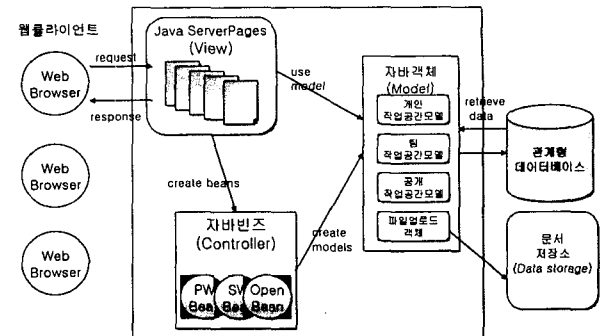 웹클라이언트
Web
Browser
request
response
Web
Browser
Web
Browser
Java ServerPages
(View)
use
model
create beans
자바빈즈
(Controller)
PW
Bea
SW
Bea
Open
Bean
create
models
자바객체
(Model)
개인
작업공간모델
팀
작업공간모델
공개
작업공간모델
파일업로드
객체
retrieve
data
관계형
데이터베이스
문서
저장소
(Data storage)